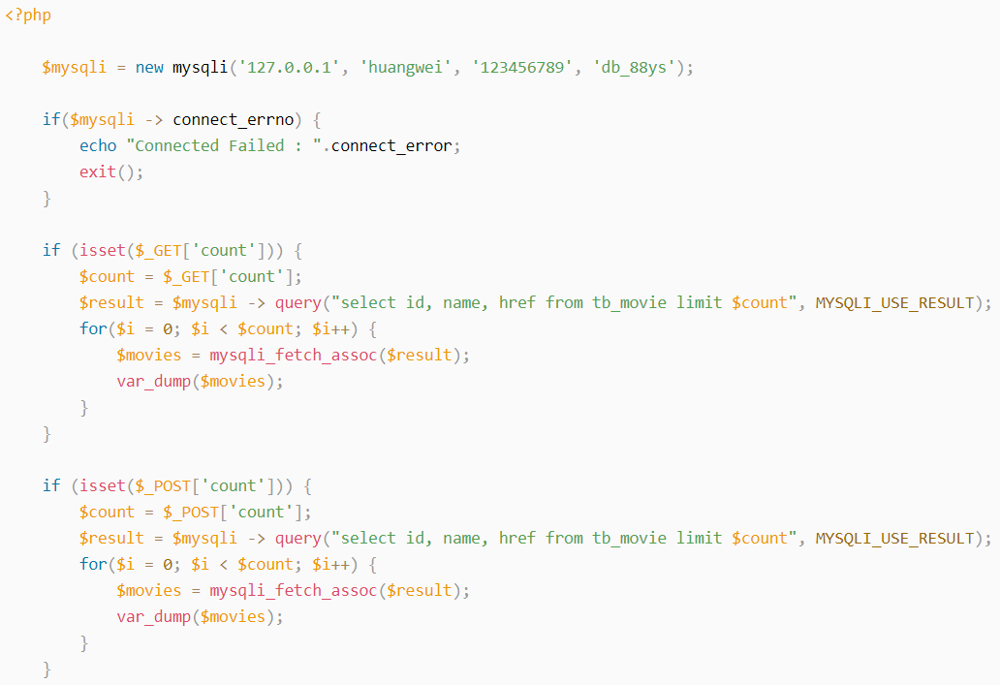 <?php
$mysqli = new mysqli('127.0.0.1', 'huangwei', '123456789', 'db_88ys');
if($mysqli -> connect_errno) {
echo "Connected Failed : ".connect_error;
exit();
}
if (isset($_GET['count'])) {
$count = $_GET['count'];
$result = $mysqli -> query("select id, name, href from tb_movie limit $count", MYSQLI_USE_RESULT);
for($i = 0; $i < $count; $i++) {
$movies = mysqli_fetch_assoc($result);
var_dump($movies);
}
}
if (isset($_POST['count'])) {
$count = $_POST['count'];
$result = $mysqli -> query("select id, name, href from tb_movie limit $count", MYSQLI_USE_RESULT);
for($i = 0; $i < $count; $i++) {
$movies = mysqli_fetch_assoc($result);
var_dump($movies);
}
}